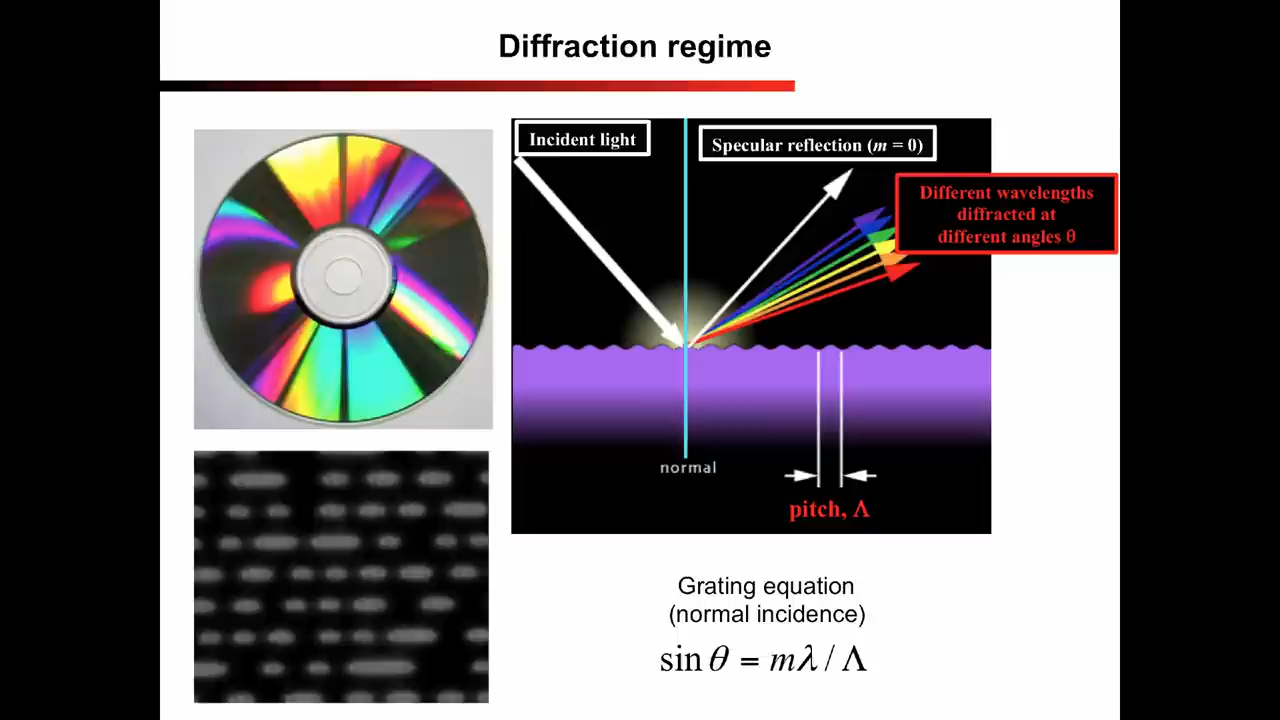 Diffraction regime
Incident light
Specular reflection (m = 0)
Different wavelengths
diffracted at
different angles θ
normal
pitch, Λ
Grating equation
(normal incidence)
sin θ = mλ / Λ